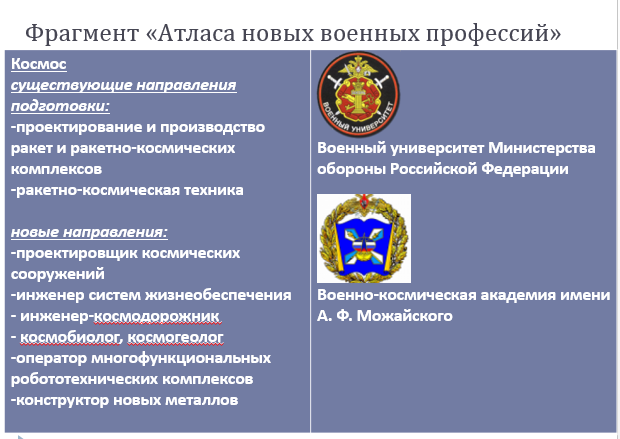 Фрагмент «Атласа новых военных профессий»
Космос
существующие направления
подготовки:
-проектирование и производство
ракет и ракетно-космических
комплексов
-ракетно-космическая техника
новые направления:
-проектировщик космических
сооружений
-инженер систем жизнеобеспечения
- инженер-космодорожник
- космобиолог, космогеолог
-оператор многофункциональных
робототехнических комплексов
-конструктор новых металлов
ВОЕННЫЙ УНИВЕРСИТЕТ
Военный университет Министерства
обороны Российской Федерации
Военно-космическая академия имени
А. Ф. Можайского